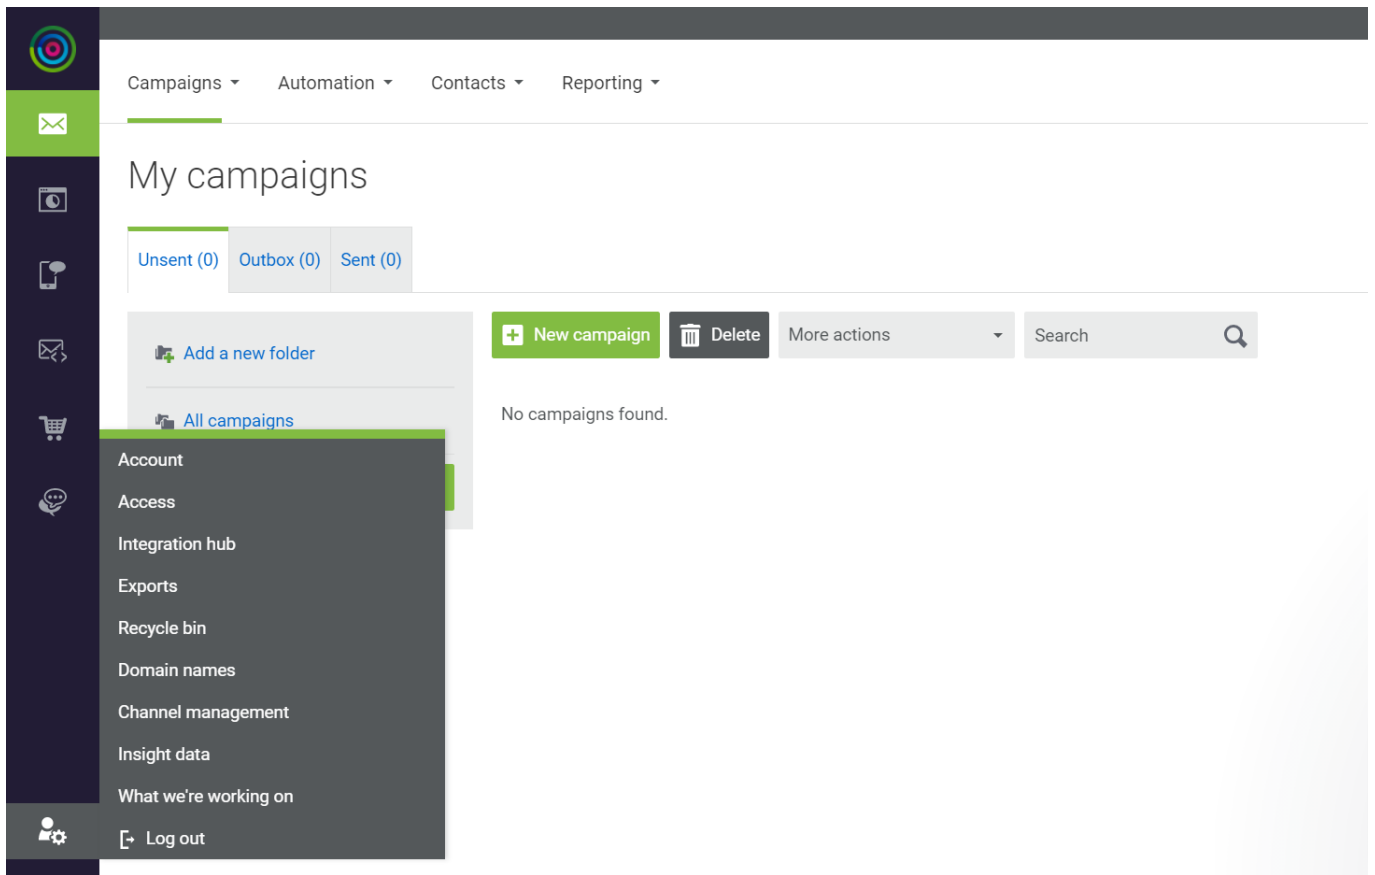 Campaigns Automation Contacts Reporting
My campaigns
Unsent (0) Outbox (0) Sent (0)
Add a new folder
All campaigns
New campaign Delete More actions Search
No campaigns found.
Account
Access
Integration hub
Exports
Recycle bin
Domain names
Channel management
Insight data
What we're working on
Log out